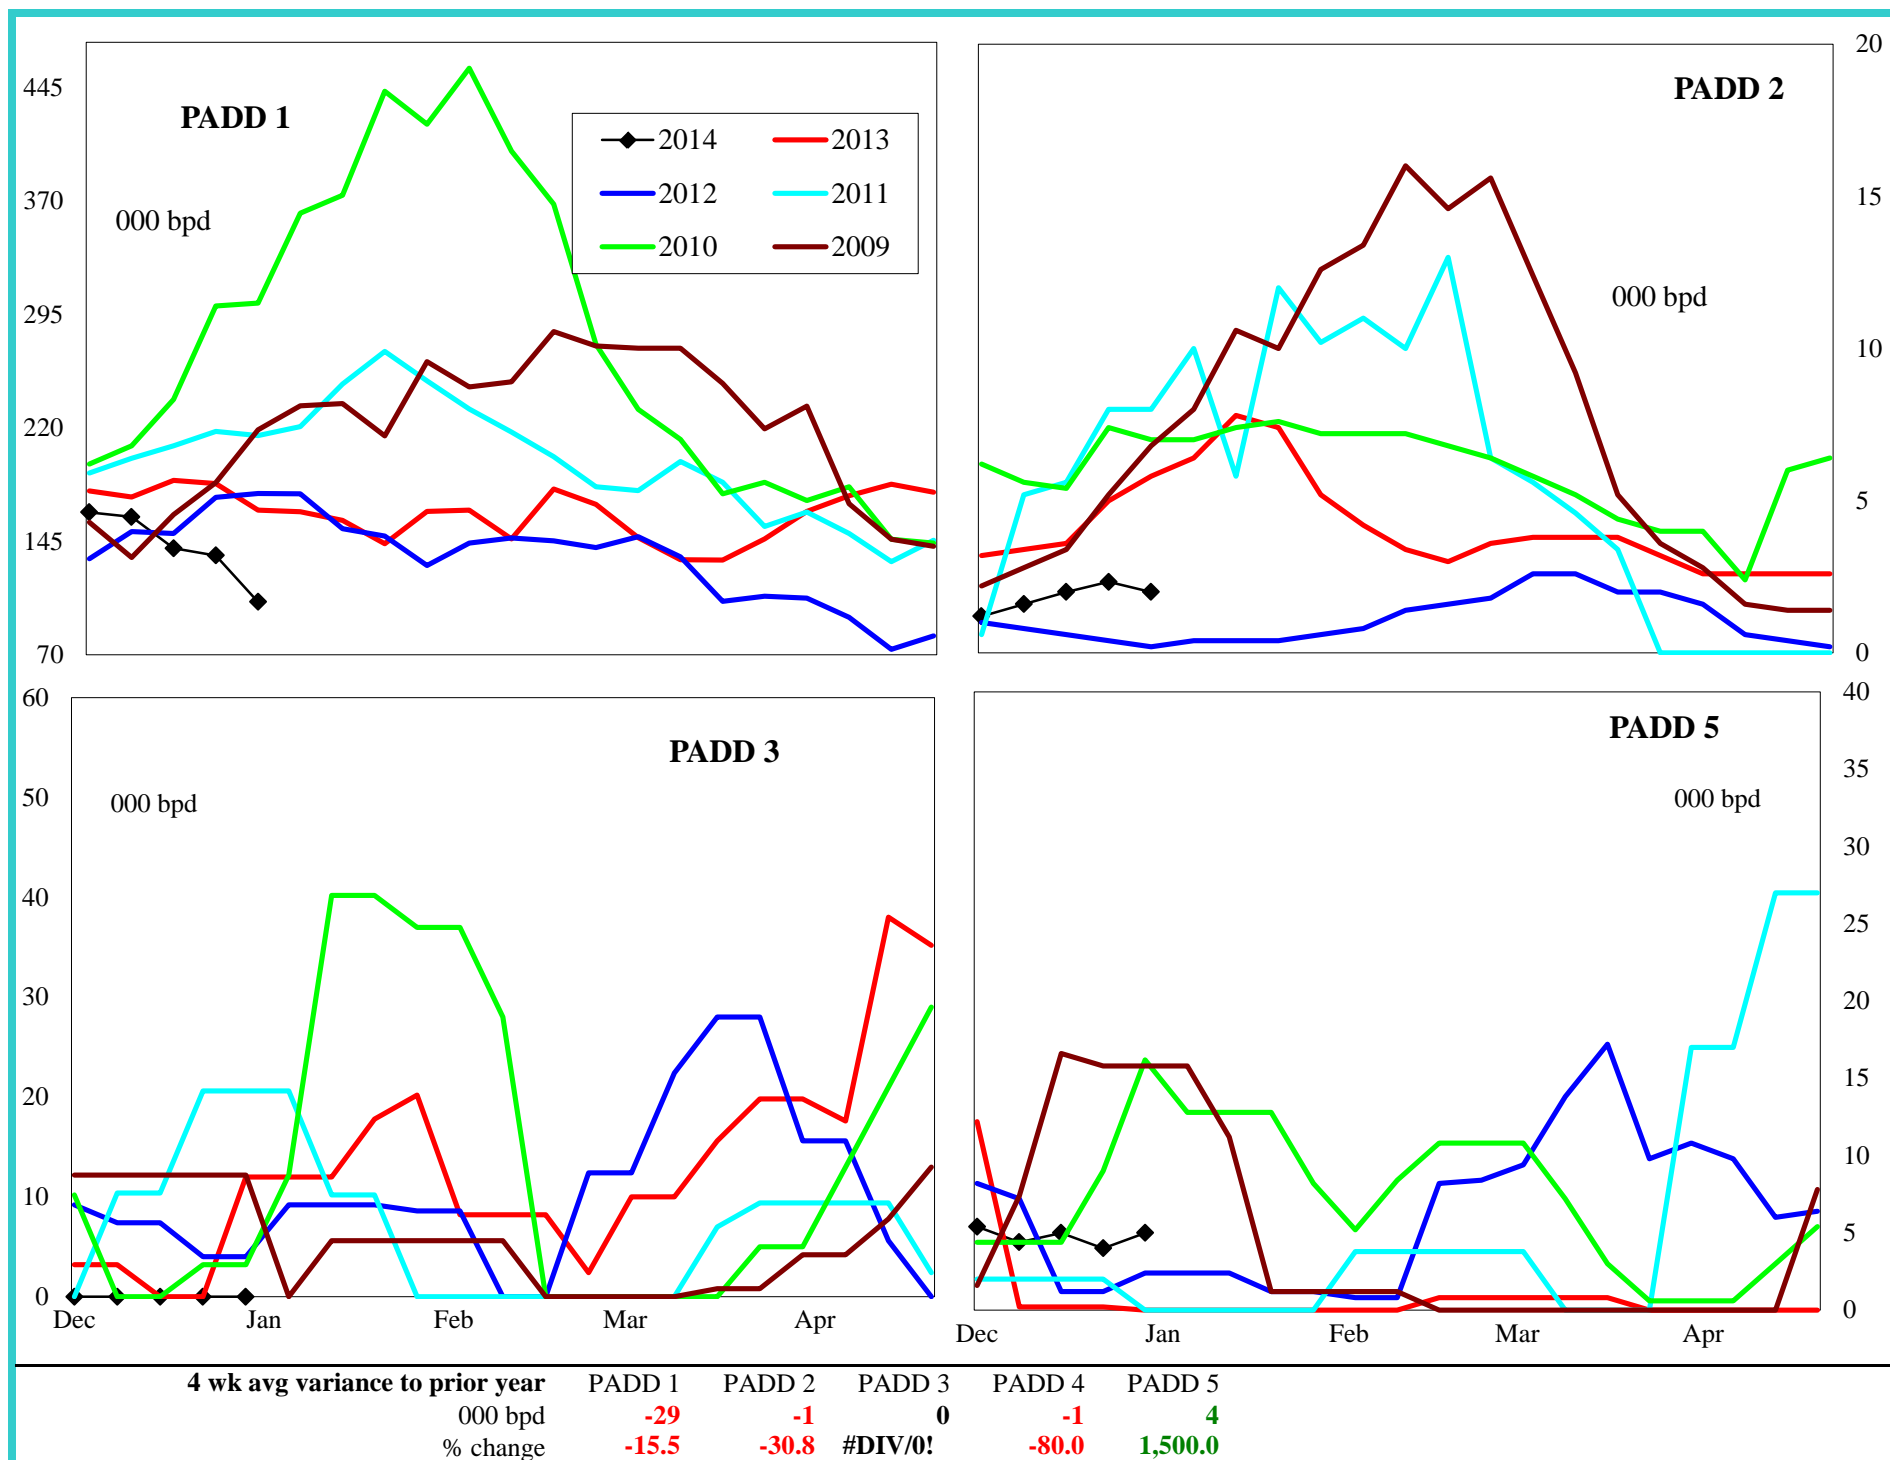 PADD 1
000 bpd
445
370
295
220
145
70
2014
2013
2012
2011
2010
2009
PADD 2
000 bpd
20
15
10
5
0
PADD 3
000 bpd
60
50
40
30
20
10
0
Dec Jan Feb Mar Apr
PADD 5
000 bpd
40
35
30
25
20
15
10
5
0
Dec Jan Feb Mar Apr
4 wk avg variance to prior year PADD 1 PADD 2 PADD 3 PADD 4 PADD 5
000 bpd -29 -1 0 -1 4
% change -15.5 -30.8 #DIV/0! -80.0 1,500.0